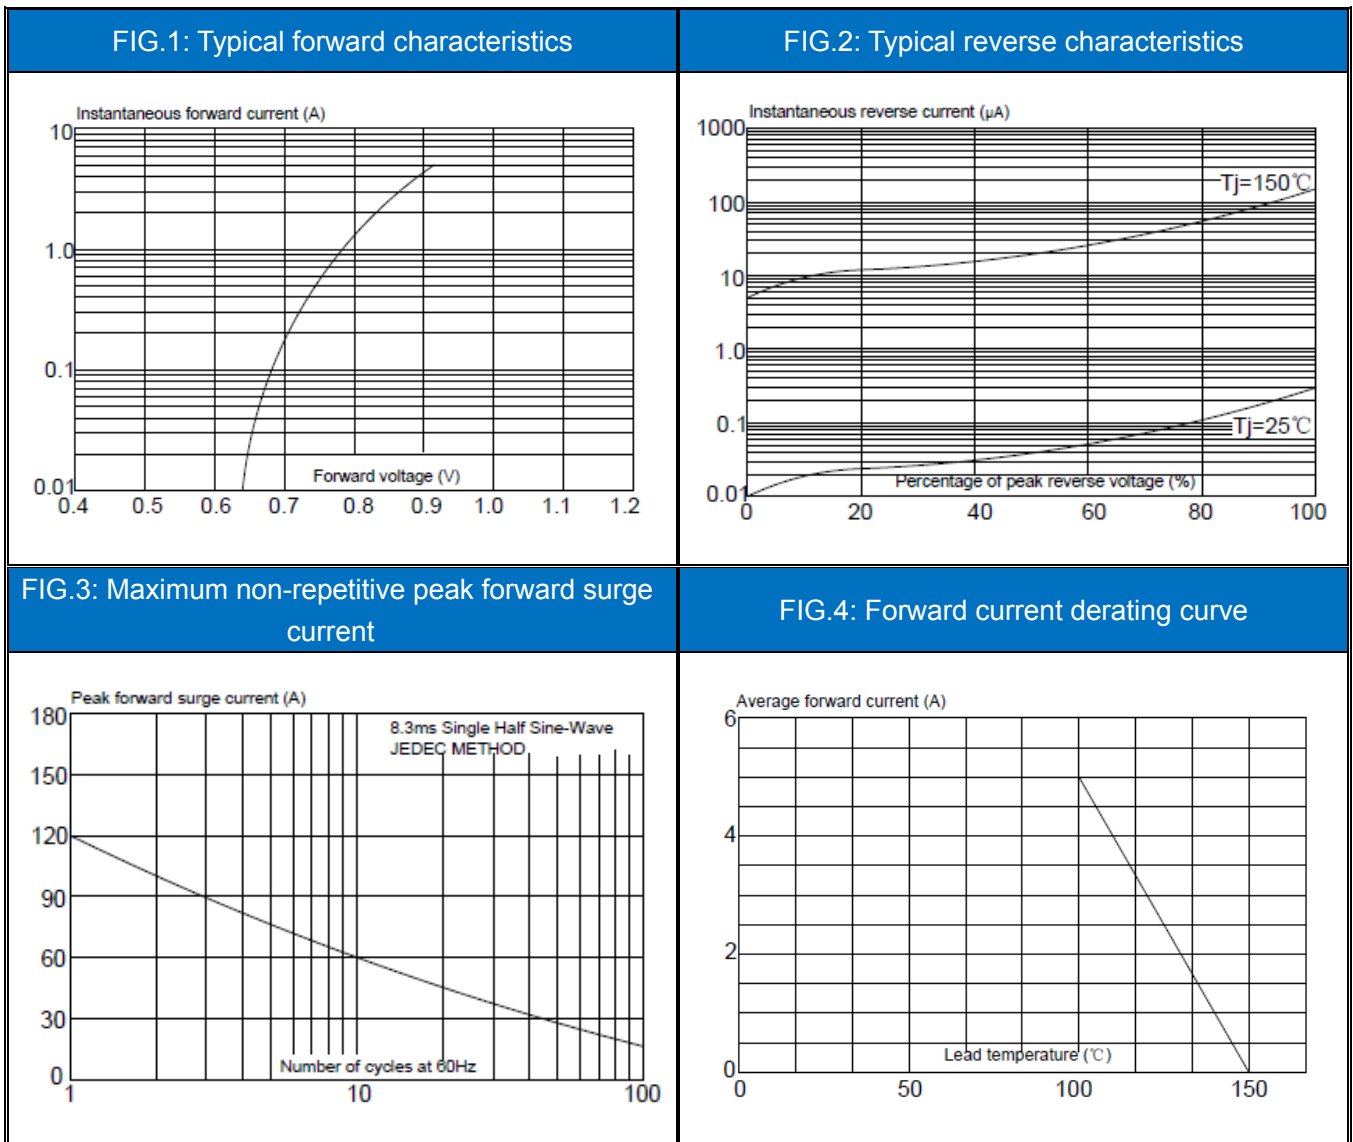 FIG.1: Typical forward characteristics
Instantaneous forward current (A)
10
1.0
0.1
0.01
Forward voltage (V)
0.4 0.5 0.6 0.7 0.8 0.9 1.0 1.1 1.2
FIG.2: Typical reverse characteristics
Instantaneous reverse current (μA)
1000
Tj=150℃
100
10
1.0
0.1
Tj=25℃
0.01
Percentage of peak reverse voltage (%)
0 20 40 60 80 100
FIG.3: Maximum non-repetitive peak forward surge
current
Peak forward surge current (A)
180
8.3ms Single Half Sine-Wave
JEDEC METHOD
150
120
90
60
30
0
Number of cycles at 60Hz
1 10 100
FIG.4: Forward current derating curve
Average forward current (A)
6
4
2
0
Lead temperature (℃)
0 50 100 150